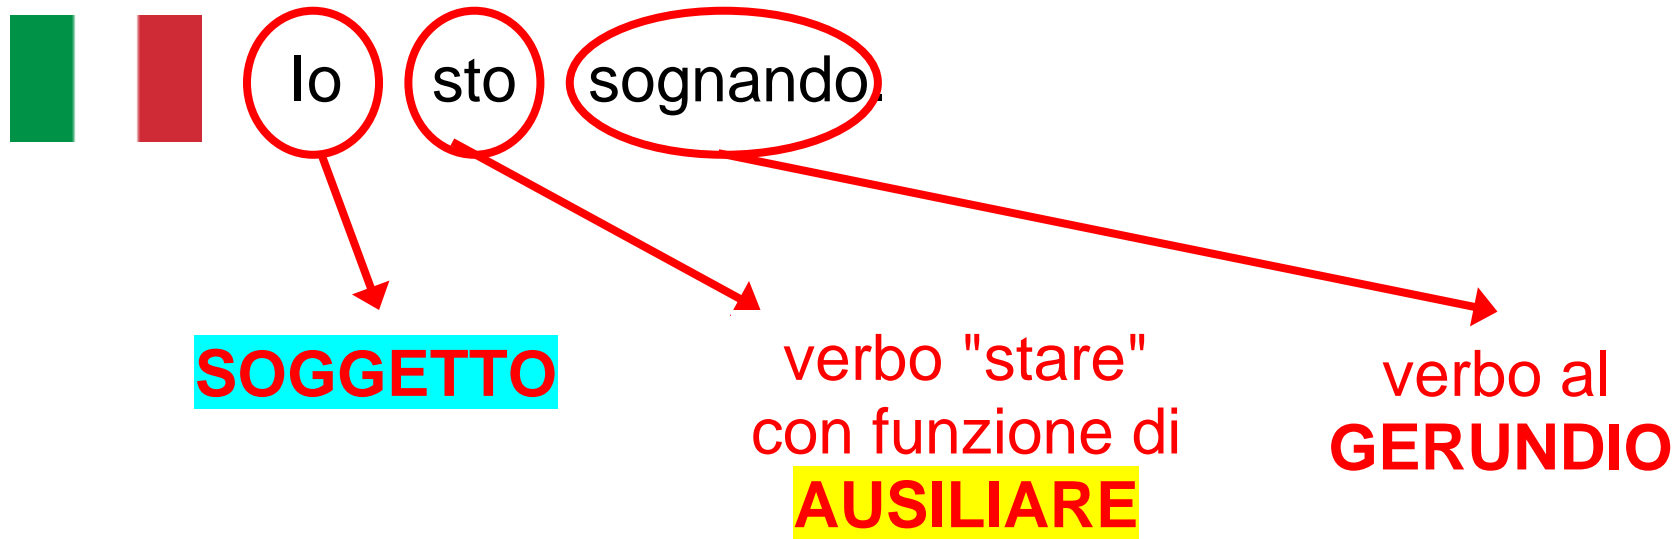 Io sto sognando.
SOGGETTO
verbo "stare"
con funzione di
AUSILIARE
verbo al
GERUNDIO